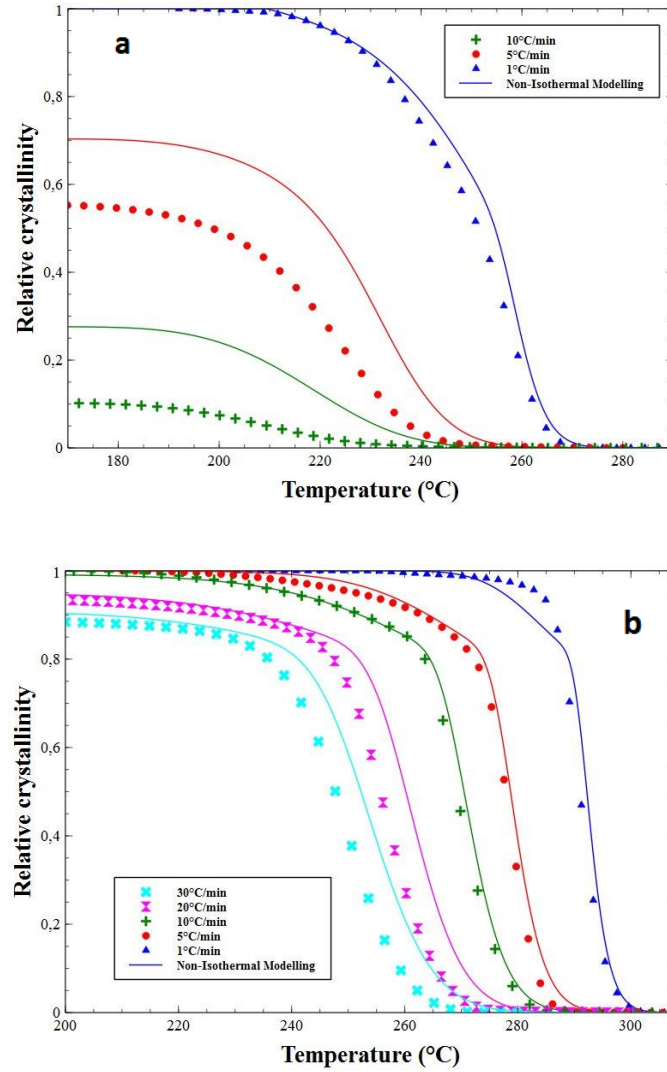 a
10°C/min
5°C/min
1°C/min
Non-Isothermal Modelling
Relative crystallinity
1
0,8
0,6
0,4
0,2
0
180
200
220
240
260
280
Temperature (°C)
b
Relative crystallinity
1
0,8
0,6
0,4
0,2
0
30°C/min
20°C/min
10°C/min
5°C/min
1°C/min
Non-Isothermal Modelling
200
220
240
260
280
300
Temperature (°C)